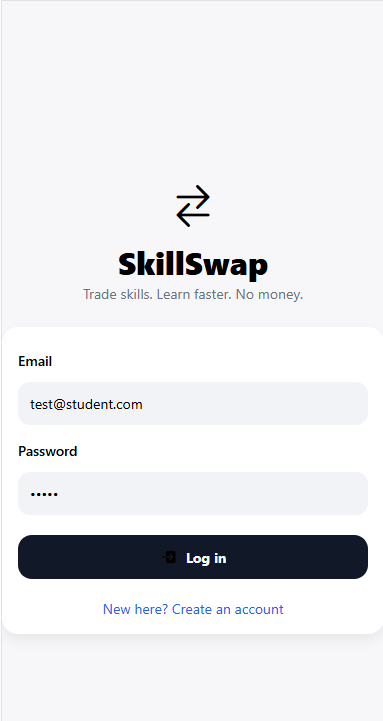 SkillSwap
Trade skills. Learn faster. No money.
Email
test@student.com
Password
•••••
Log in
New here? Create an account